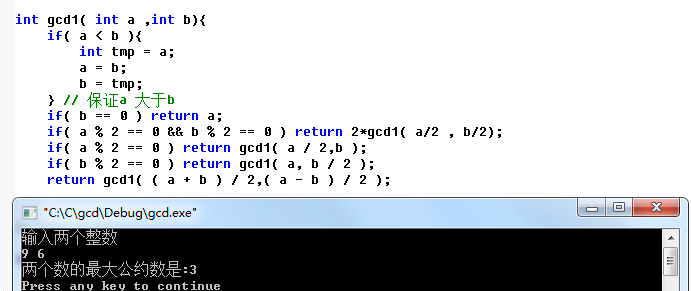 int gcd1( int a ,int b){
if( a < b ){
int tmp = a;
a = b;
b = tmp;
} // 保证a 大于b
if( b == 0 ) return a;
if( a % 2 == 0 && b % 2 == 0 ) return 2*gcd1( a/2 , b/2);
if( a % 2 == 0 ) return gcd1( a / 2,b );
if( b % 2 == 0 ) return gcd1( a, b / 2 );
return gcd1( ( a + b ) / 2,( a - b ) / 2 );
"C:\C\gcd\Debug\gcd.exe"
输入两个整数
9 6
两个数的最大公约数是:3
Press any key to continue